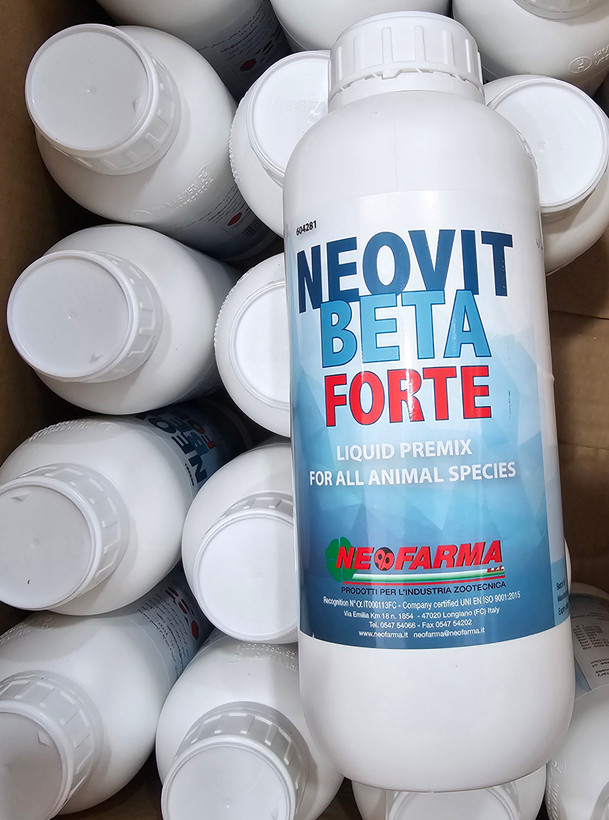 604281
NEOVIT
BETA
FORTE
LIQUID PREMIX
FOR ALL ANIMAL SPECIES
NEOFARMA
s.r.l.
PRODOTTI PER L'INDUSTRIA ZOOTECNICA
Recognition N° α IT000113FC - Company certified UNI EN ISO 9001:2015
Via Emilia Km 18 n. 1854 - 47020 Longiano (FC) Italy
Tel. 0547 54066 - Fax 0547 54202
www.neofarma.it neofarma@neofarma.it